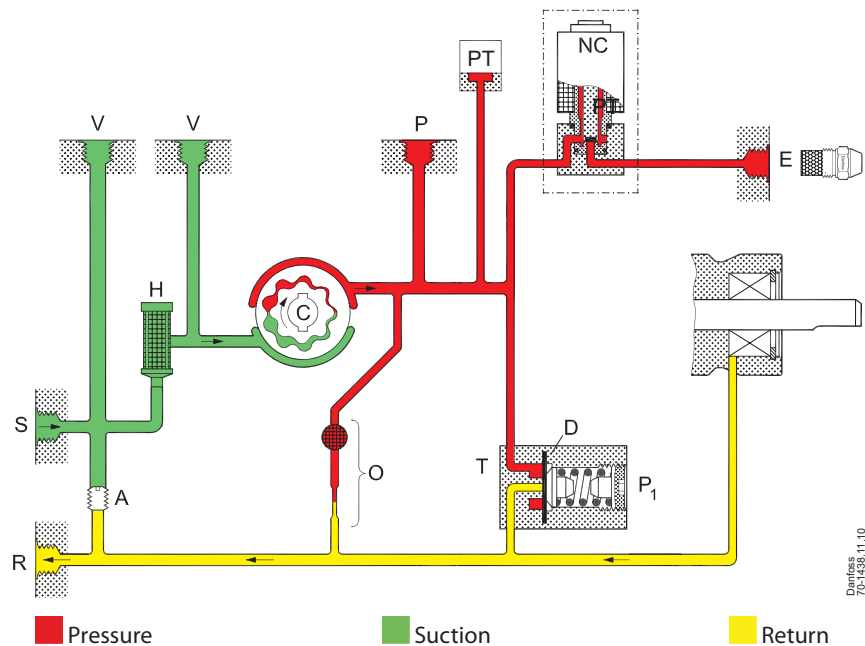 NC
PT
PT
V
V
P
E
H
C
S
D
T
O
P1
A
R
Danfoss
70-1438.11.10
Pressure
Suction
Return